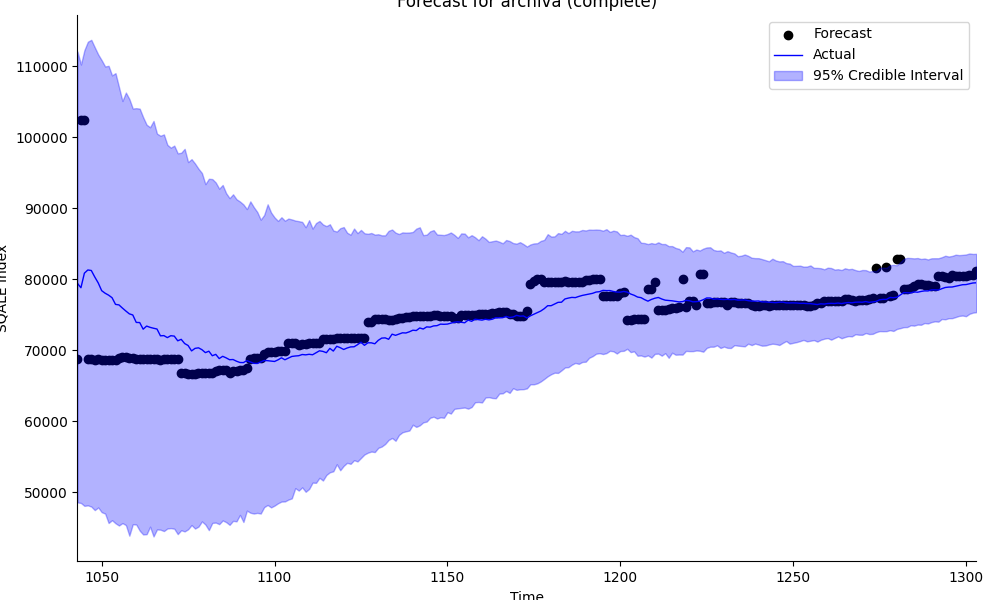 Forecast for archiva (complete)
Forecast
Actual
95% Credible Interval
110000
100000
90000
80000
70000
60000
50000
SQALE Index
1050
1100
1150
1200
1250
1300
Time